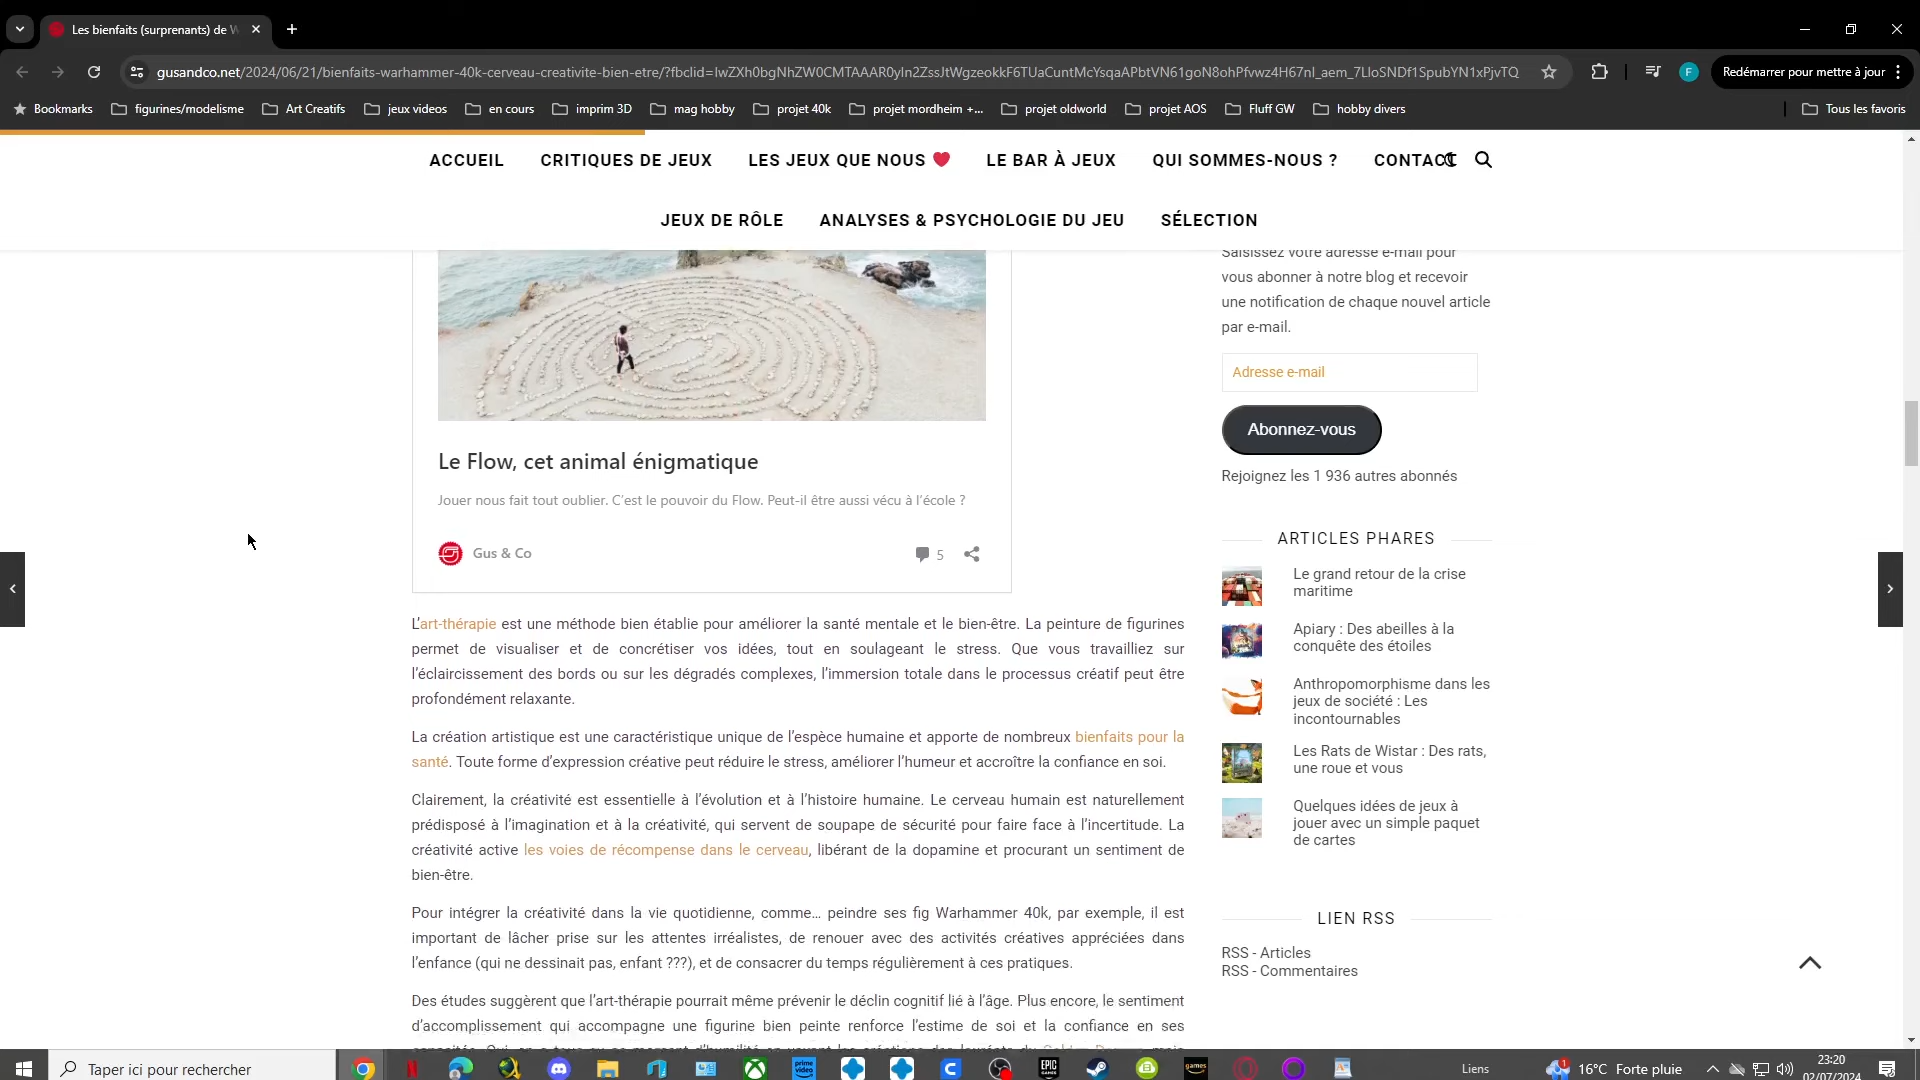 Les bienfaits (surprenants) de W
gusandco.net/2024/06/21/bienfaits-warhammer-40k-cerveau-creativite-bien-etre/?fbclid=IwZXh0bgNhZW0CMTAAAR0yIn2ZssJtWgzeokkF6TUaCuntMcYsqaAPbtVN61goN8ohPfvwz4H67nI_aem_7LIoSNDf1SpubYN1xPjvTQ
F
Redémarrer pour mettre à jour
Bookmarks
figurines/modelisme
Art Creatifs
jeux videos
en cours
imprim 3D
mag hobby
projet 40k
projet mordheim +...
projet oldworld
projet AOS
Fluff GW
hobby divers
Tous les favoris
ACCUEIL
CRITIQUES DE JEUX
LES JEUX QUE NOUS ❤
LE BAR À JEUX
QUI SOMMES-NOUS ?
CONTACT
JEUX DE RÔLE
ANALYSES & PSYCHOLOGIE DU JEU
SÉLECTION
Le Flow, cet animal énigmatique
Jouer nous fait tout oublier. C'est le pouvoir du Flow. Peut-il être aussi vécu à l'école ?
Gus & Co
5
L'art-thérapie est une méthode bien établie pour améliorer la santé mentale et le bien-être. La peinture de figurines
permet de visualiser et de concrétiser vos idées, tout en soulageant le stress. Que vous travailliez sur
l'éclaircissement des bords ou sur les dégradés complexes, l'immersion totale dans le processus créatif peut être
profondément relaxante.
La création artistique est une caractéristique unique de l'espèce humaine et apporte de nombreux bienfaits pour la
santé. Toute forme d'expression créative peut réduire le stress, améliorer l'humeur et accroître la confiance en soi.
Clairement, la créativité est essentielle à l'évolution et à l'histoire humaine. Le cerveau humain est naturellement
prédisposé à l'imagination et à la créativité, qui servent de soupape de sécurité pour faire face à l'incertitude. La
créativité active les voies de récompense dans le cerveau, libérant de la dopamine et procurant un sentiment de
bien-être.
Pour intégrer la créativité dans la vie quotidienne, comme… peindre ses fig Warhammer 40k, par exemple, il est
important de lâcher prise sur les attentes irréalistes, de renouer avec des activités créatives appréciées dans
l'enfance (qui ne dessinait pas, enfant ???), et de consacrer du temps régulièrement à ces pratiques.
Des études suggèrent que l'art-thérapie pourrait même prévenir le déclin cognitif lié à l'âge. Plus encore, le sentiment
d'accomplissement qui accompagne une figurine bien peinte renforce l'estime de soi et la confiance en ses
Saisissez votre adresse e-mail pour
vous abonner à notre blog et recevoir
une notification de chaque nouvel article
par e-mail.
Adresse e-mail
Abonnez-vous
Rejoignez les 1 936 autres abonnés
ARTICLES PHARES
Le grand retour de la crise
maritime
Apiary : Des abeilles à la
conquête des étoiles
Anthropomorphisme dans les
jeux de société : Les
incontournables
Les Rats de Wistar : Des rats,
une roue et vous
Quelques idées de jeux à
jouer avec un simple paquet
de cartes
LIEN RSS
RSS - Articles
RSS - Commentaires
Taper ici pour rechercher
Liens
1
16°C Forte pluie
23:20
02/07/2024